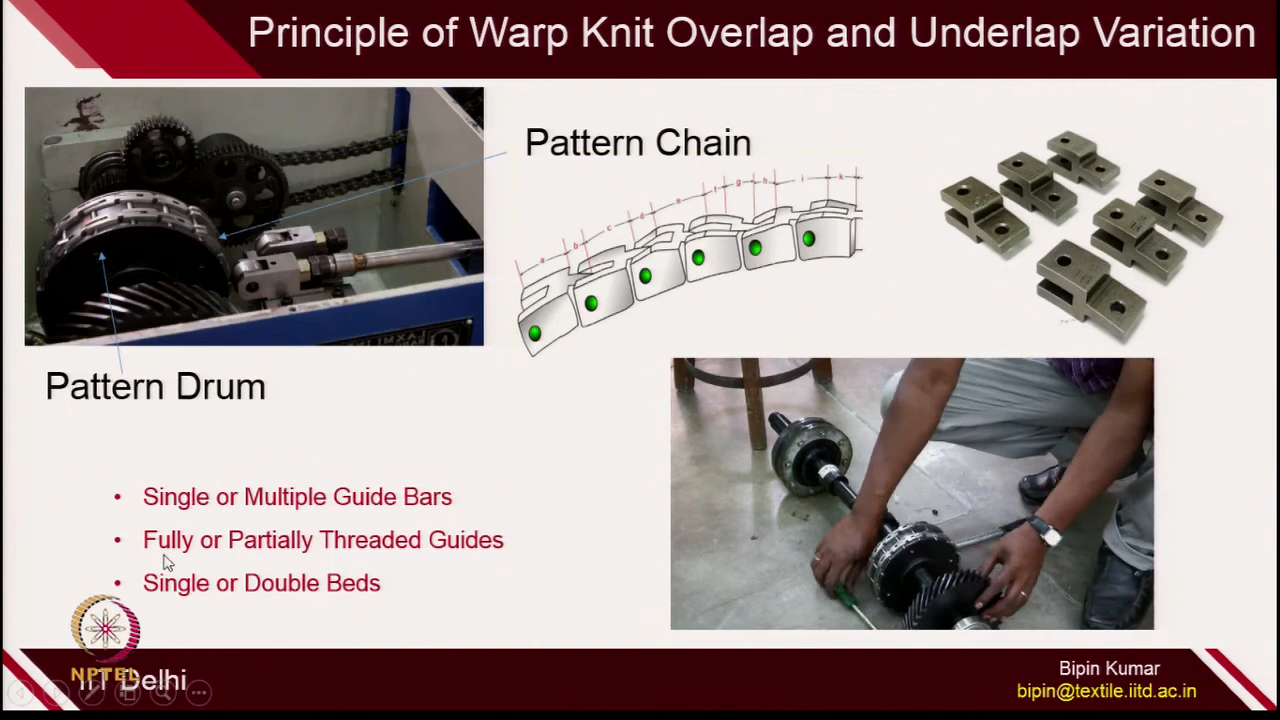 Principle of Warp Knit Overlap and Underlap Variation
Pattern Chain
a b c d e f g h i k
Pattern Drum
• Single or Multiple Guide Bars
• Fully or Partially Threaded Guides
• Single or Double Beds
NPTEL
IIT Delhi
Bipin Kumar
bipin@textile.iitd.ac.in